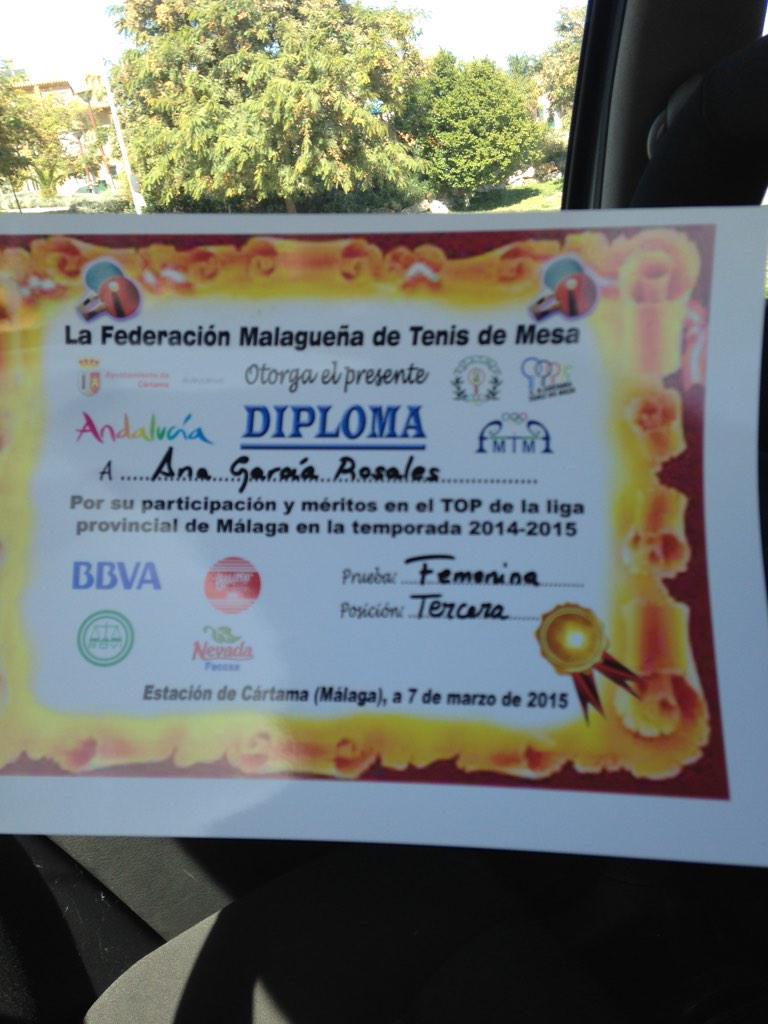 La Federación Malagueña de Tenis de Mesa
Ayuntamiento de
Cártama
Otorga el presente
Andalucía
DIPLOMA
MTM
A ..... Ana García Rosales ..................
Por su participación y méritos en el TOP de la liga
provincial de Málaga en la temporada 2014-2015
BBVA
Prueba: ... Femenina ........
Posición: .. Tercera .....
Nevada
Estación de Cártama (Málaga), a 7 de marzo de 2015